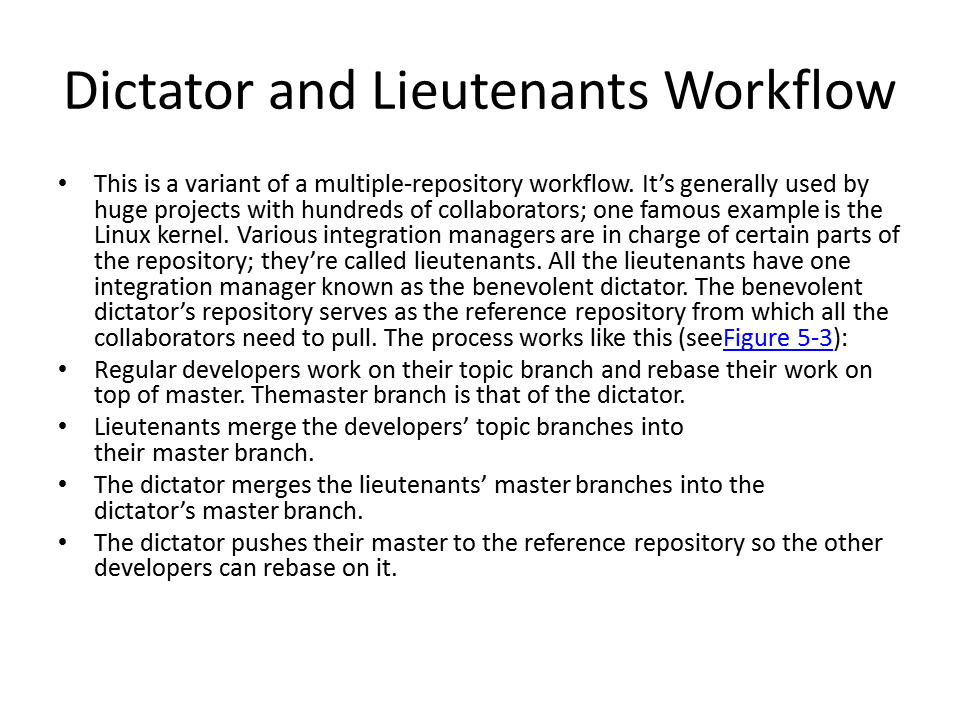 Dictator and Lieutenants Workflow
• This is a variant of a multiple-repository workflow. It’s generally used by
huge projects with hundreds of collaborators; one famous example is the
Linux kernel. Various integration managers are in charge of certain parts of
the repository; they’re called lieutenants. All the lieutenants have one
integration manager known as the benevolent dictator. The benevolent
dictator’s repository serves as the reference repository from which all the
collaborators need to pull. The process works like this (seeFigure 5-3):
• Regular developers work on their topic branch and rebase their work on
top of master. Themaster branch is that of the dictator.
• Lieutenants merge the developers’ topic branches into
their master branch.
• The dictator merges the lieutenants’ master branches into the
dictator’s master branch.
• The dictator pushes their master to the reference repository so the other
developers can rebase on it.